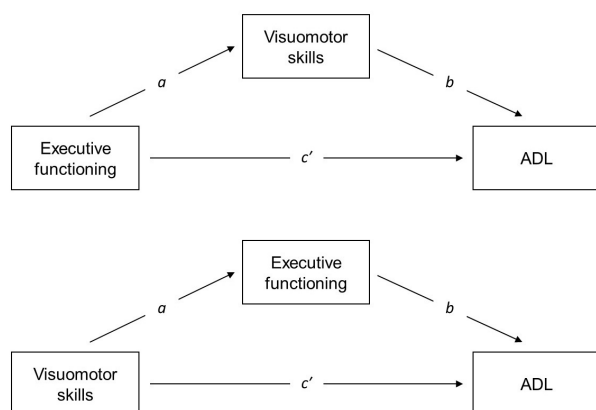 Visuomotor
skills
a
b
Executive
functioning
c′
ADL
Executive
functioning
a
b
Visuomotor
skills
c′
ADL